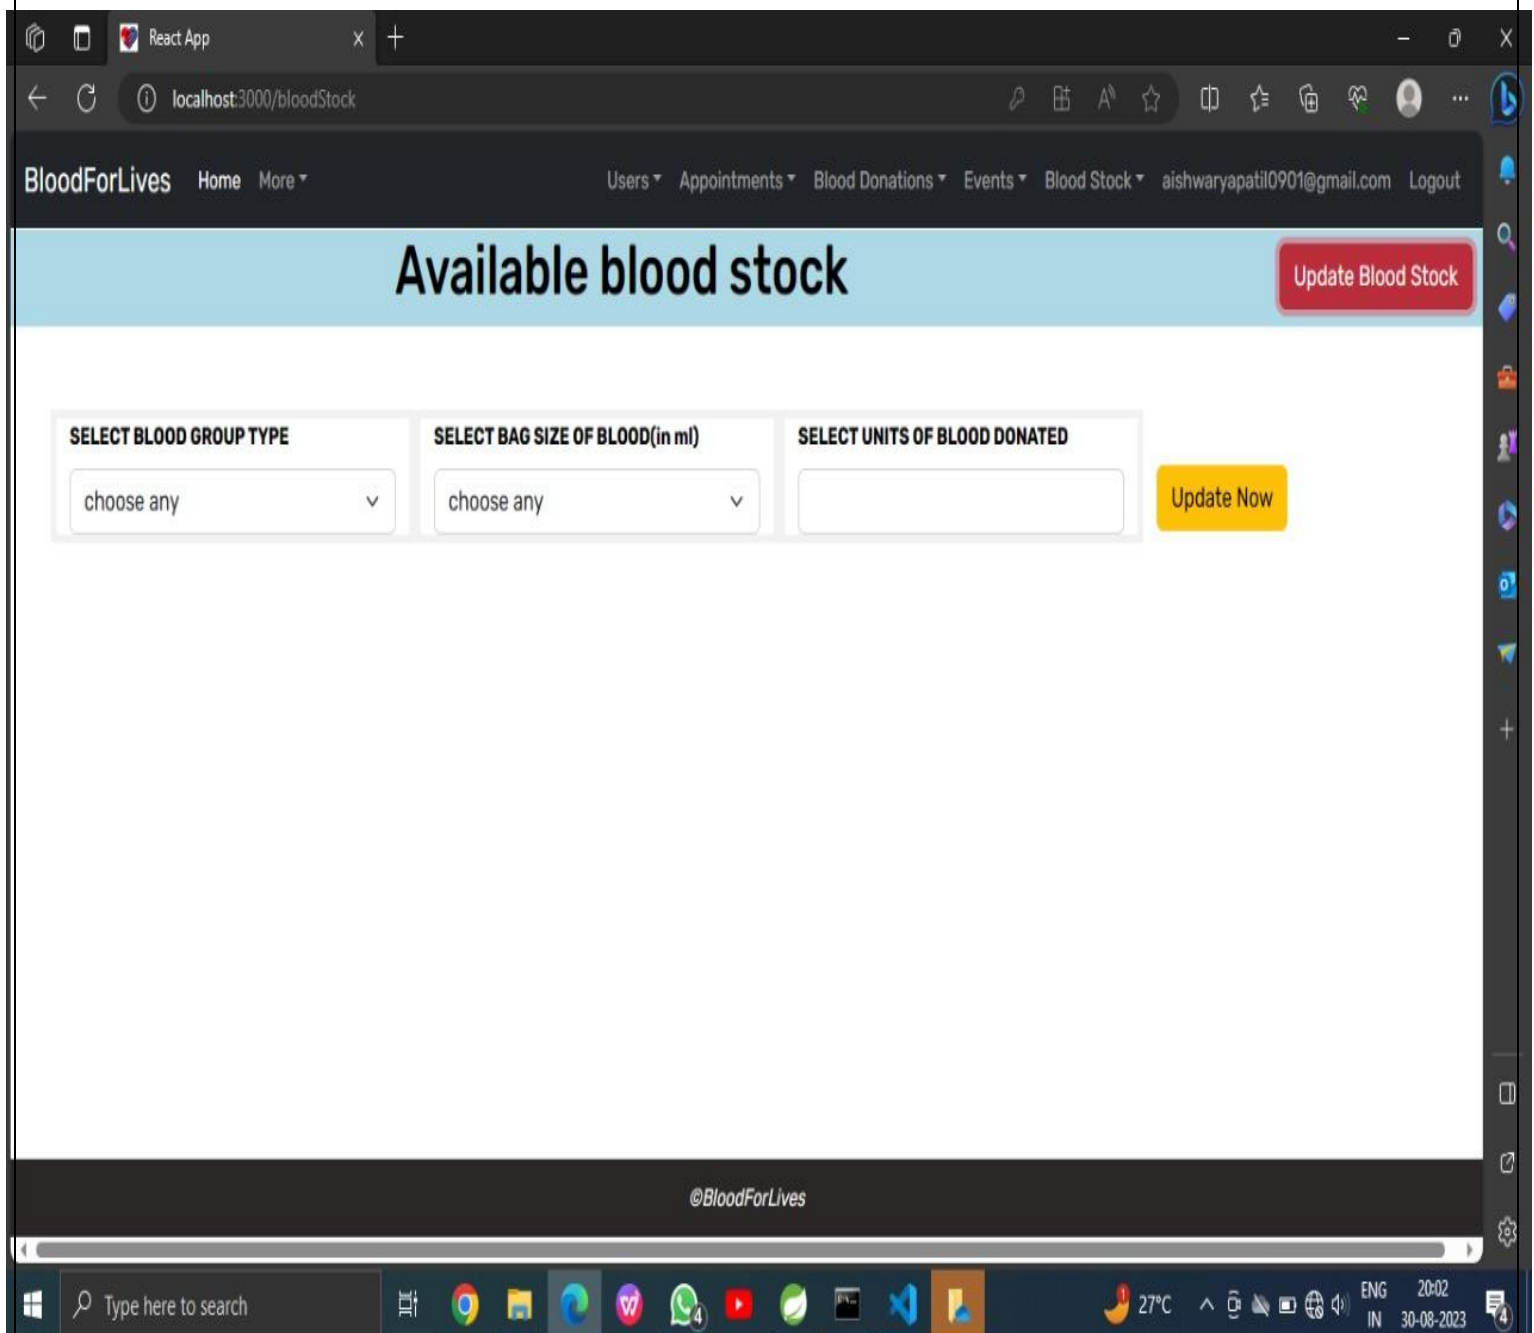 React App
localhost:3000/bloodStock
BloodForLives Home More Users Appointments Blood Donations Events Blood Stock aishwaryapatil0901@gmail.com Logout
Available blood stock
Update Blood Stock
SELECT BLOOD GROUP TYPE SELECT BAG SIZE OF BLOOD(in ml) SELECT UNITS OF BLOOD DONATED
choose any choose any Update Now
©BloodForLives
Type here to search 4 1 27°C ENG 20:02
IN 30-08-2023 4